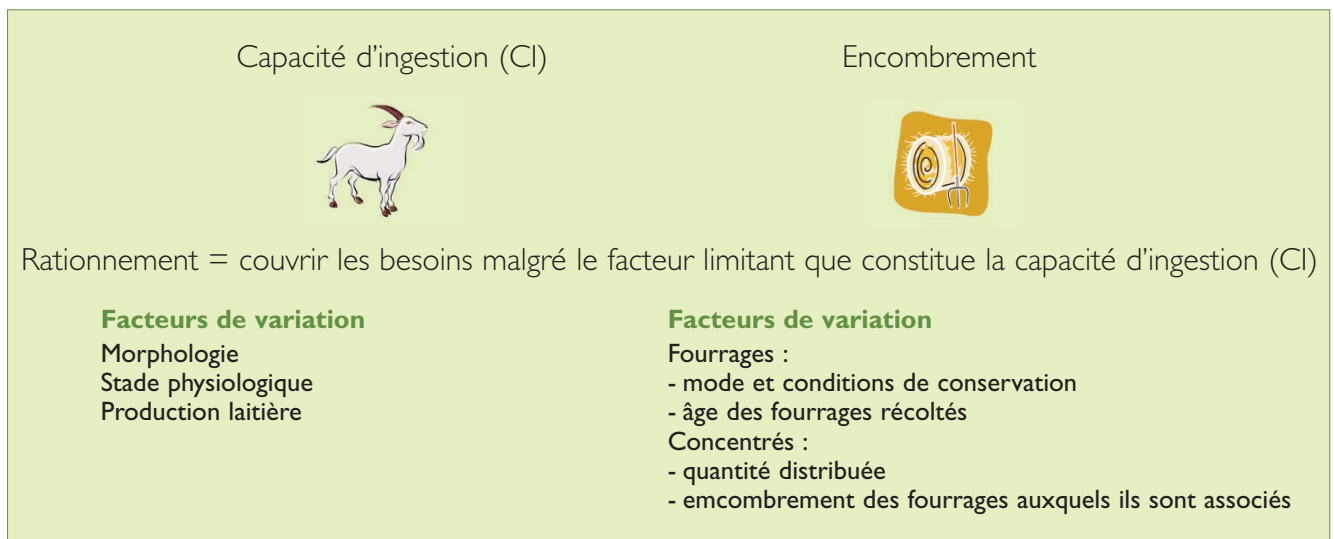 Capacité d'ingestion (CI)
Encombrement
Rationnement = couvrir les besoins malgré le facteur limitant que constitue la capacité d'ingestion (CI)
Facteurs de variation
Morphologie
Stade physiologique
Production laitière
Facteurs de variation
Fourrages :
- mode et conditions de conservation
- âge des fourrages récoltés
Concentrés :
- quantité distribuée
- emcombrement des fourrages auxquels ils sont associés